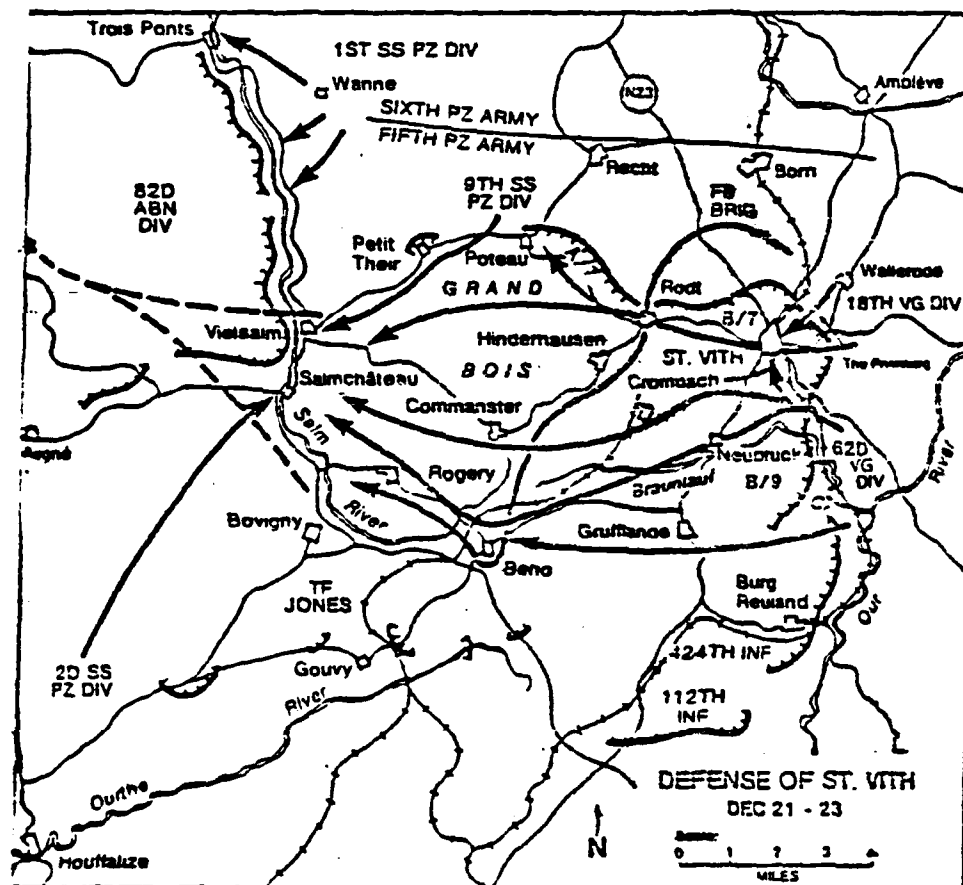 Trois Ponts
1ST SS PZ DIV
Wanne
N23
Amblève
SIXTH PZ ARMY
FIFTH PZ ARMY
Recht
Born
82D
ABN
DIV
9TH SS
PZ DIV
FB
BRIG
Petit
Thier
Poteau
A/7
Wallerode
GRAND
Rodt
18TH VG DIV
B/7
Vielsalm
Hinderhausen
ST. VITH
BOIS
Crombach
Salmchâteau
Commanster
Salm
Neubruck
62D
VG
DIV
River
Rogery
Braunlauf
B/9
River
Bovigny
Grufflange
Beho
TF
JONES
Burg
Reuland
Our
Gouvy
424TH INF
2D SS
PZ DIV
River
112TH
INF
DEFENSE OF ST. VITH
DEC 21 - 23
Ourthe
N
0 1 2 3 4
MILES
Houffalize